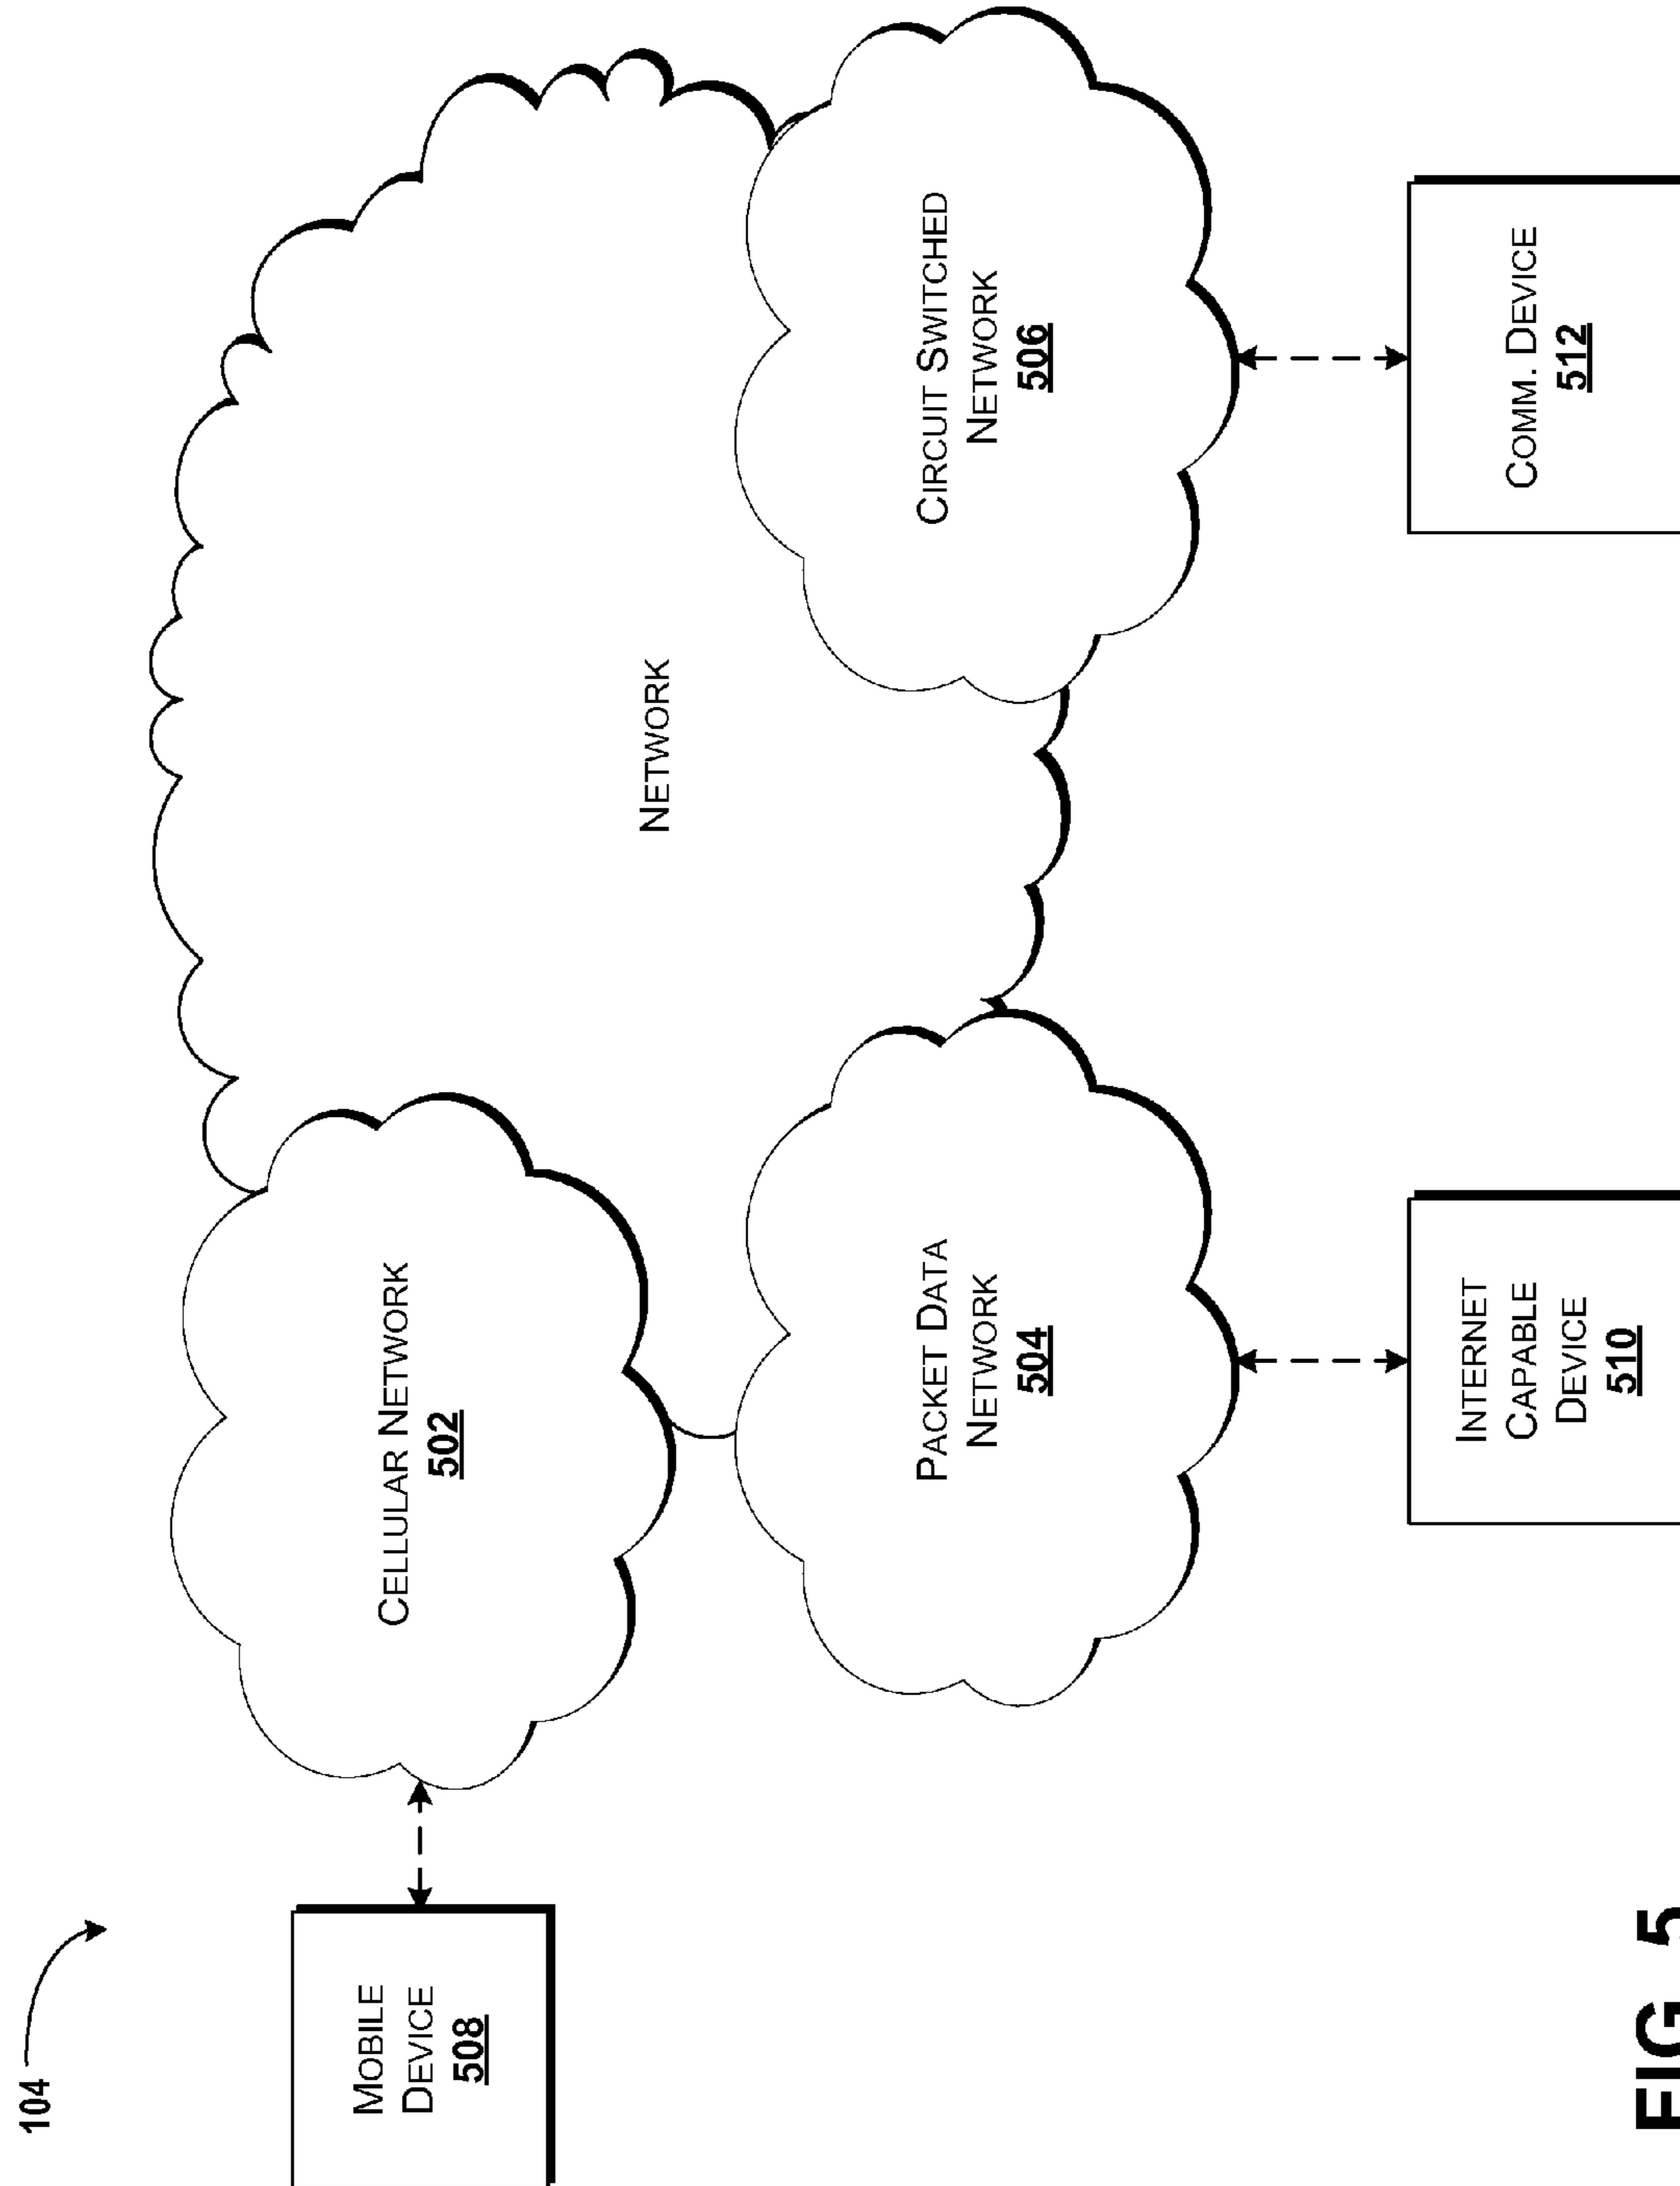 104
MOBILE
DEVICE
508
CELLULAR NETWORK
502
NETWORK
PACKET DATA
NETWORK
504
CIRCUIT SWITCHED
NETWORK
506
INTERNET
CAPABLE
DEVICE
510
COMM. DEVICE
512
FIG. 5